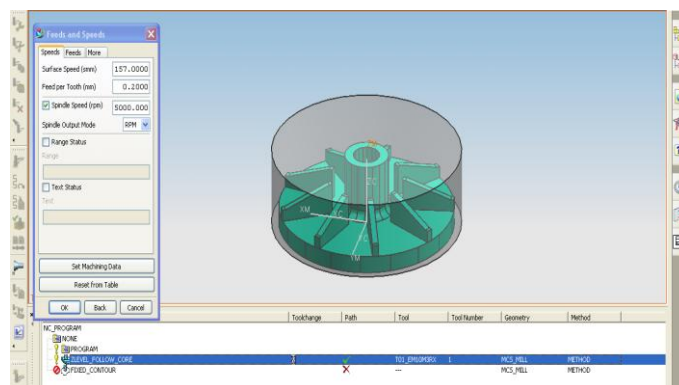 Feeds and Speeds
Speeds Feeds More
Surface Speed (smm) 157.0000
Feed per Tooth (mm) 0.2000
Spindle Speed (rpm) 5000.000
Spindle Output Mode RPM
Range Status
Range
Text Status
Text
Set Machining Data
Reset from Table
OK Back Cancel
XM
YM
Toolchange Path Tool Tool Number Geometry Method
NC_PROGRAM
NONE
PROGRAM
ZLEVEL_FOLLOW_CORE 1 MCS_MILL METHOD
FIXED_CONTOUR --- MCS_MILL METHOD